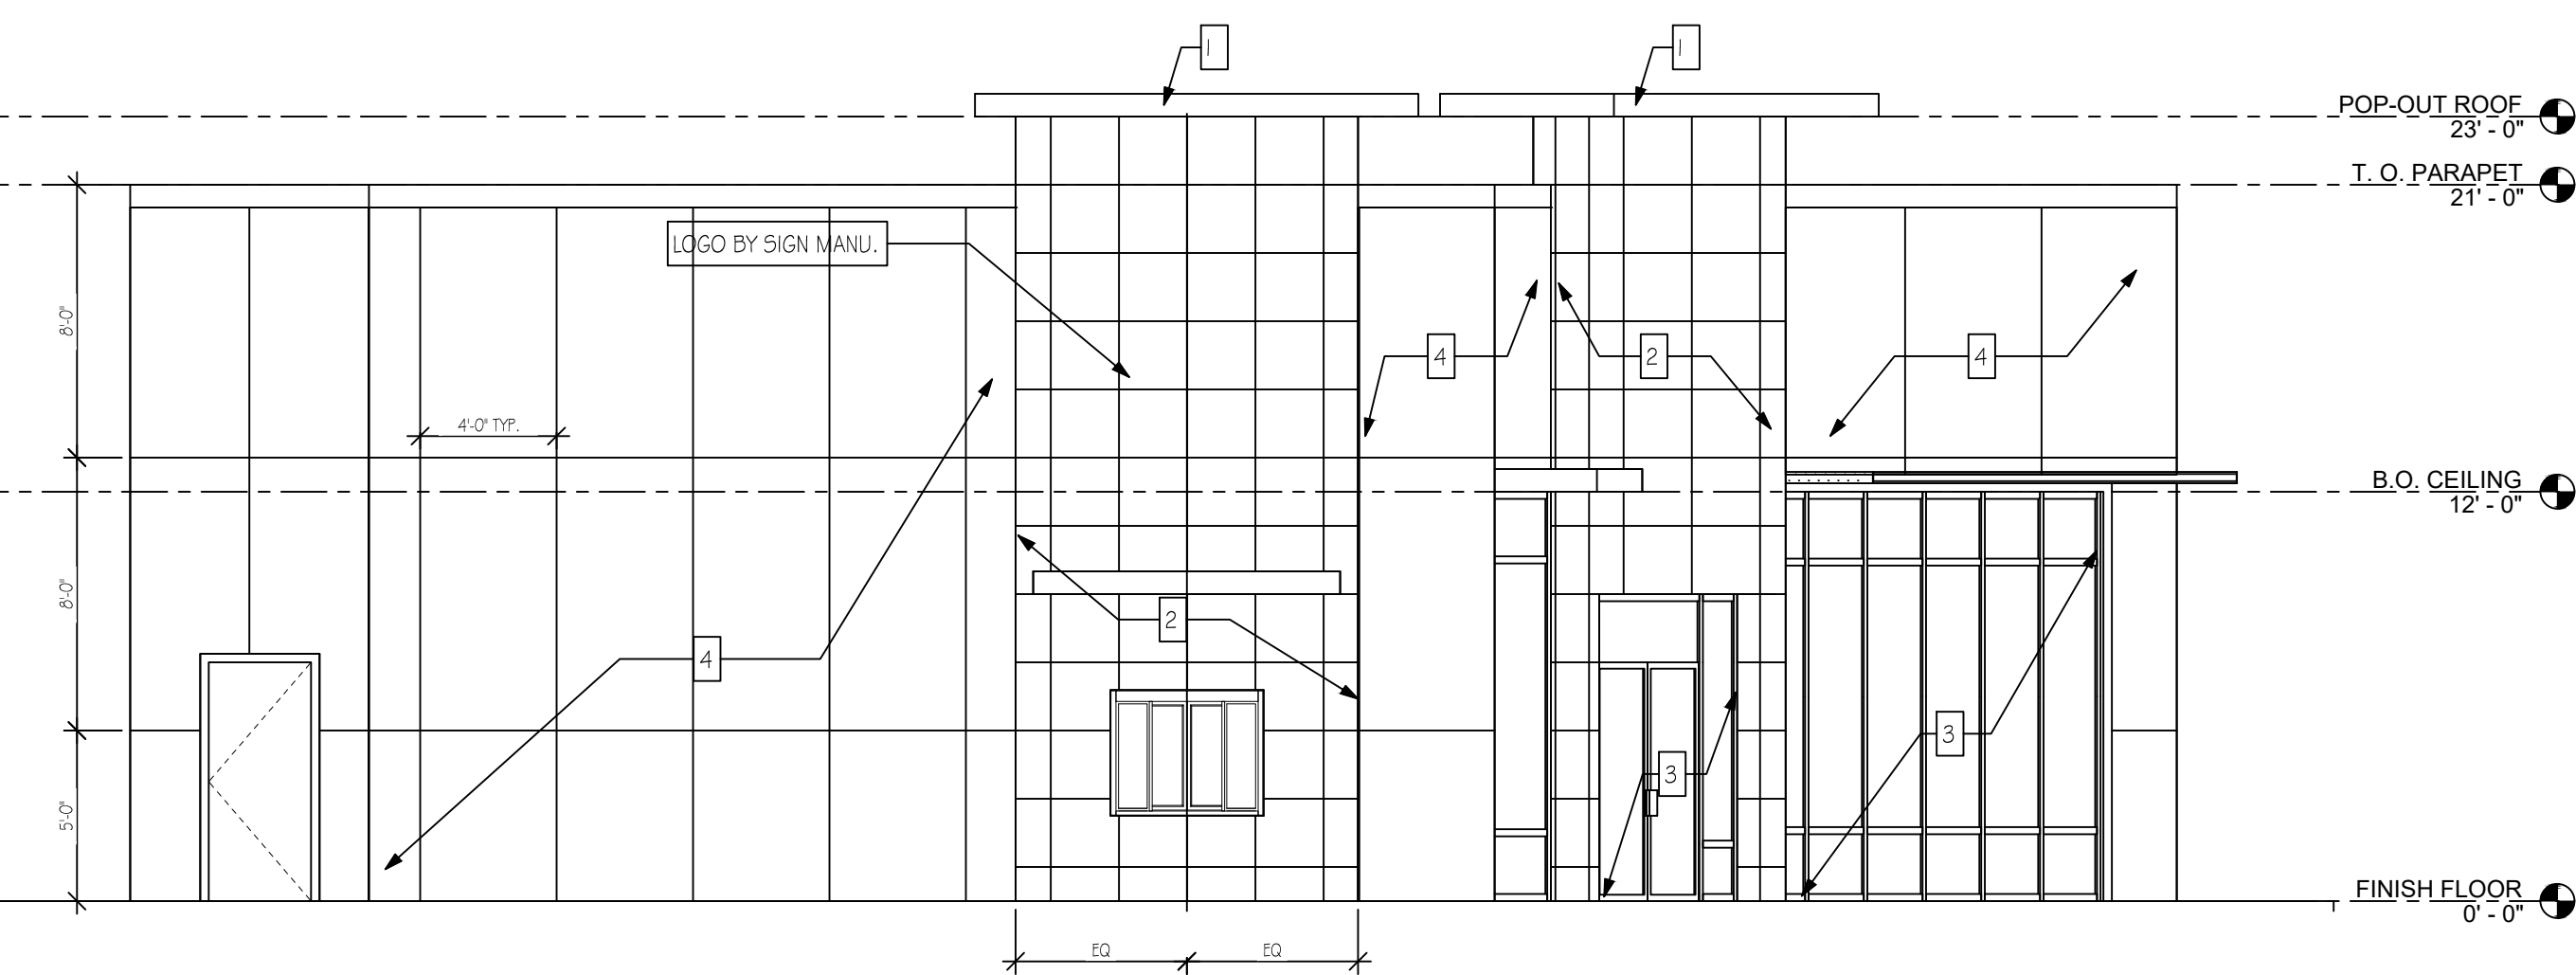 1
1
POP-OUT ROOF
23' - 0"
T. O. PARAPET
21' - 0"
LOGO BY SIGN MANU.
8'-0"
4
2
4
4'-0" TYP.
B.O. CEILING
12' - 0"
8'-0"
2
4
3
3
5'-0"
FINISH FLOOR
0' - 0"
EQ
EQ